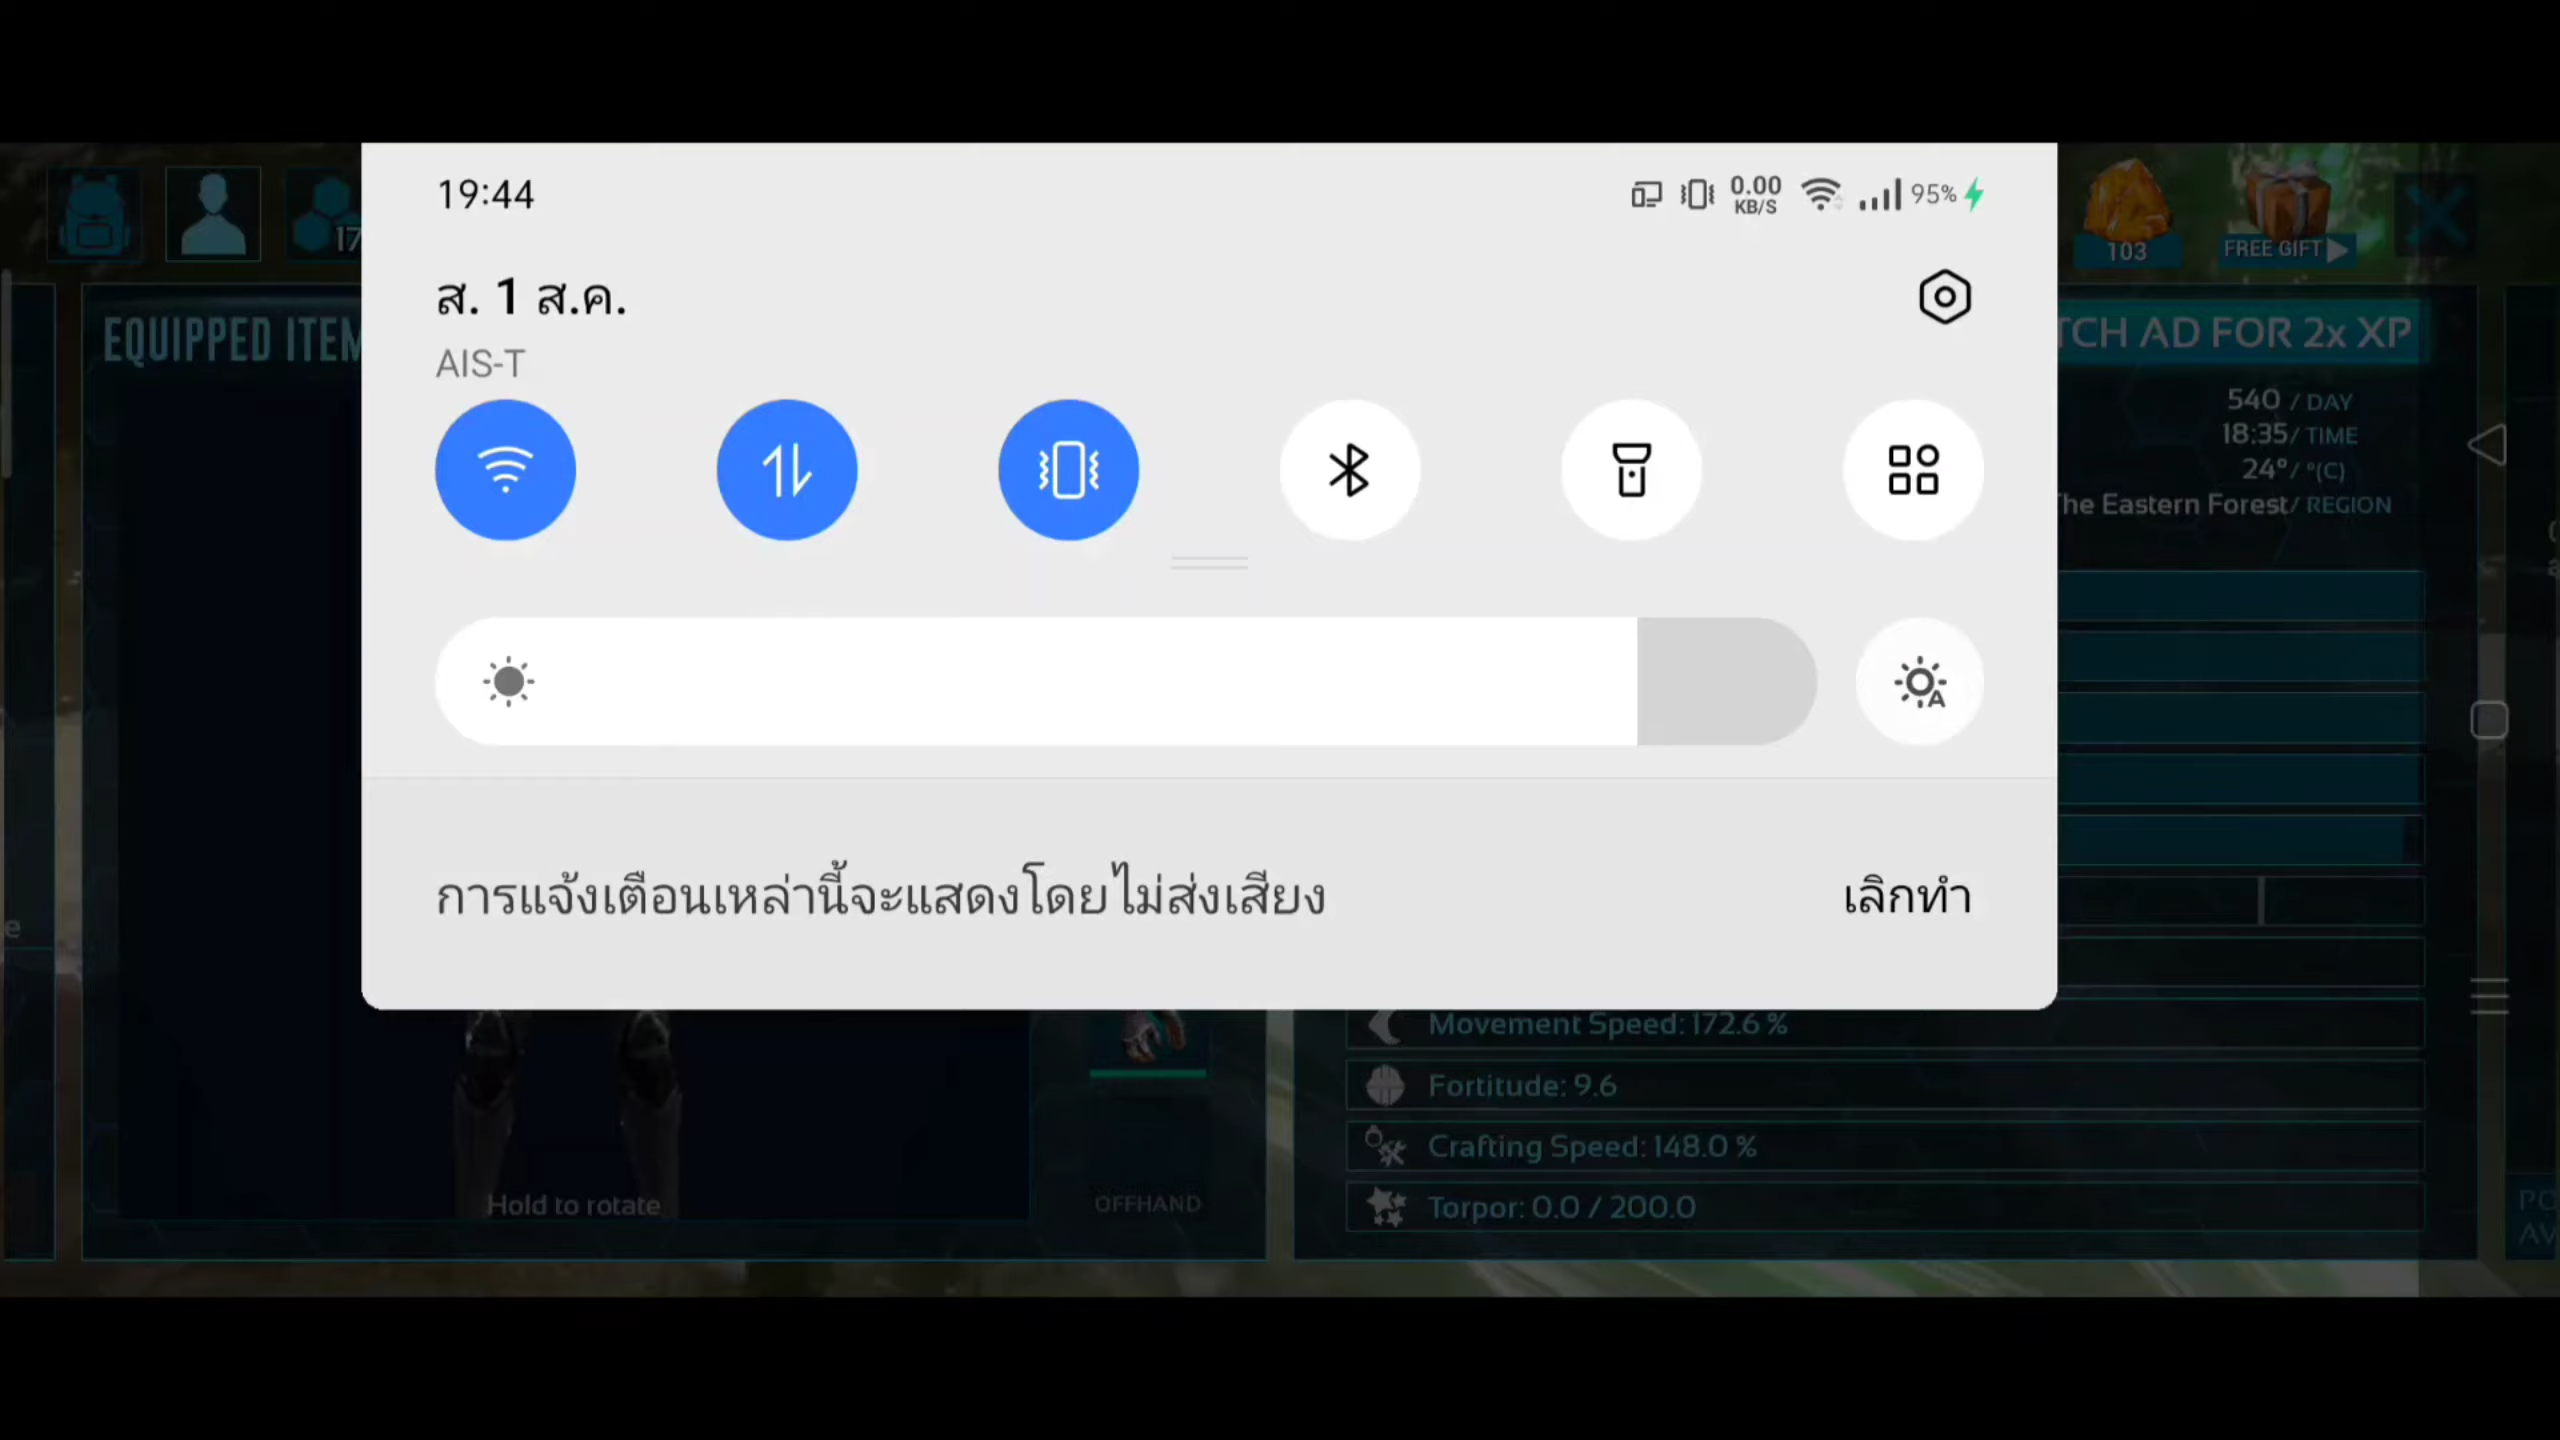 19:44
0.00
KB/S
95%
ส. 1 ส.ค.
AIS-T
17
103
FREE GIFT
EQUIPPED ITEM
TCH AD FOR 2x XP
540 / DAY
18:35/ TIME
24°/ °(C)
The Eastern Forest/ REGION
การแจ้งเตือนเหล่านี้จะแสดงโดยไม่ส่งเสียง
เลิกทำ
e
Movement Speed: 172.6 %
Fortitude: 9.6
Crafting Speed: 148.0 %
Torpor: 0.0 / 200.0
Hold to rotate
OFFHAND
PO
AV